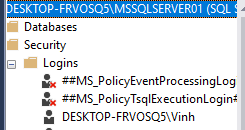 DESKTOP-FRVOSQ5\MSSQLSERVER01 (SQL S
Databases
Security
Logins
##MS_PolicyEventProcessingLog
##MS_PolicyTsqlExecutionLogin#
DESKTOP-FRVOSQ5\Vinh